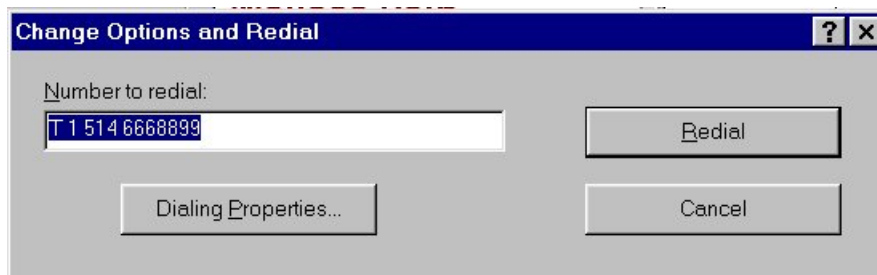 Change Options and Redial
Number to redial:
T 1 514 6668899
Redial
Dialing Properties...
Cancel